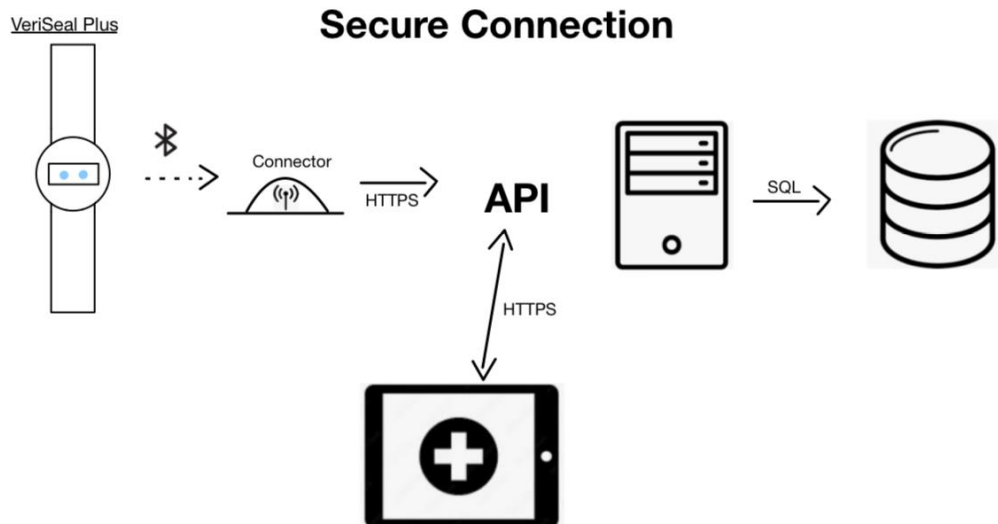 VeriSeal Plus
Secure Connection
Connector
HTTPS
API
SQL
HTTPS